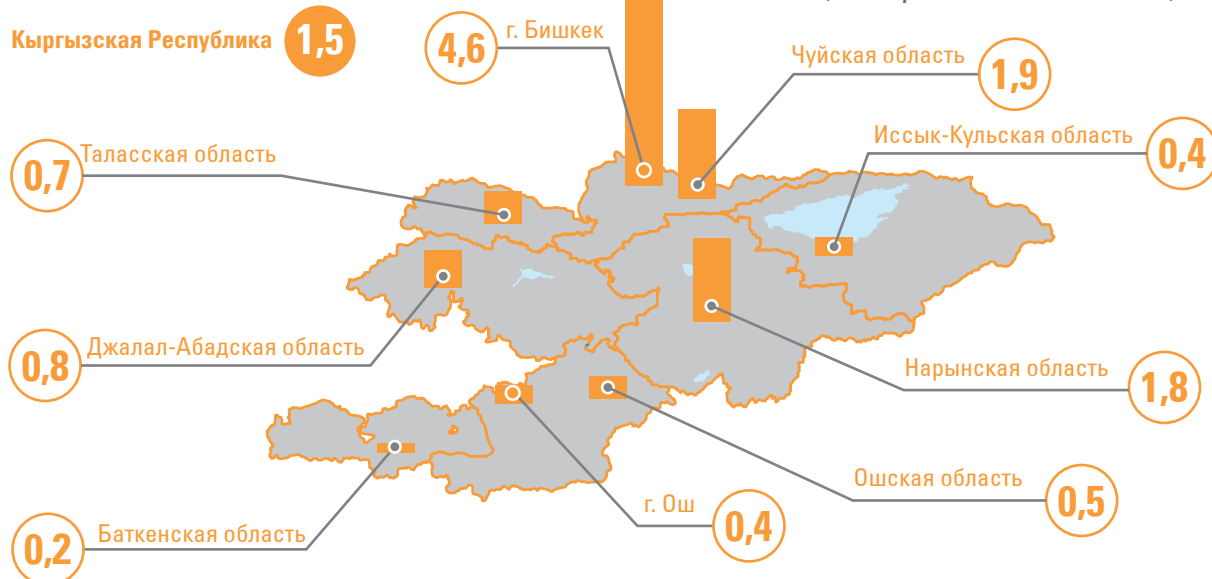 Кыргызская Республика 1,5
г. Бишкек
4,6
Чуйская область
1,9
Иссык-Кульская область
0,4
Таласская область
0,7
Джалал-Абадская область
0,8
Нарынская область
1,8
Ошская область
0,5
г. Ош
0,4
Баткенская область
0,2